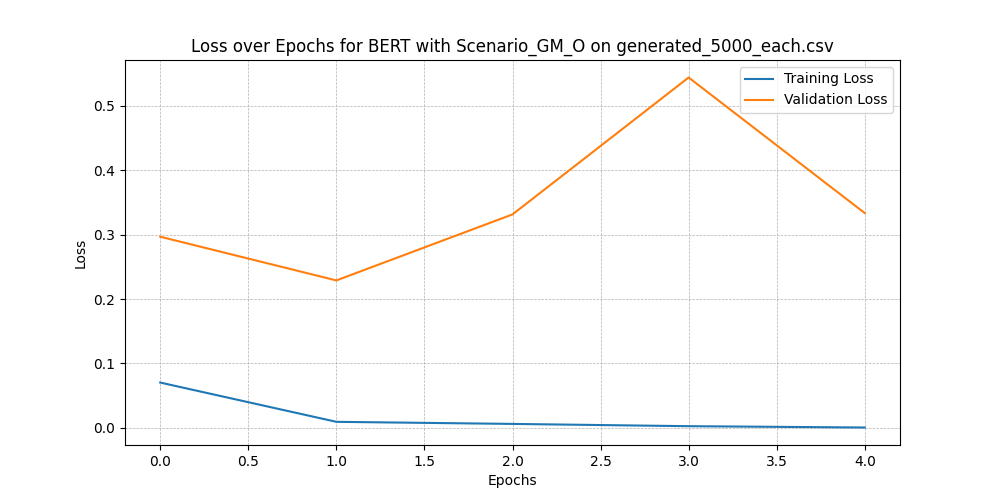 Loss over Epochs for BERT with Scenario_GM_O on generated_5000_each.csv
Training Loss
Validation Loss
0.5
0.4
0.3
0.2
0.1
0.0
Loss
0.0 0.5 1.0 1.5 2.0 2.5 3.0 3.5 4.0
Epochs